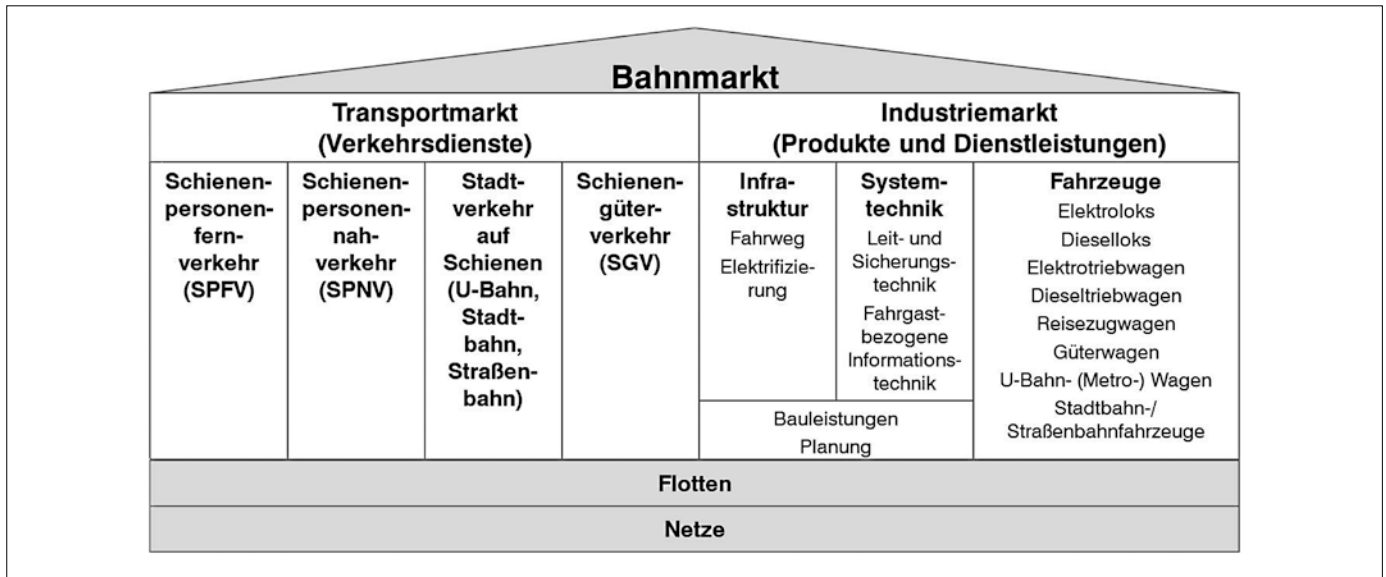 Bahnmarkt
Transportmarkt
(Verkehrsdienste)
Industriemarkt
(Produkte und Dienstleistungen)
Schienen-
personen-
fern-
verkehr
(SPFV)
Schienen-
personen-
nah-
verkehr
(SPNV)
Stadt-
verkehr
auf
Schienen
(U-Bahn,
Stadt-
bahn,
Straßen-
bahn)
Schienen-
güter-
verkehr
(SGV)
Infra-
struktur
Fahrweg
Elektrifizie-
rung
System-
technik
Leit- und
Sicherungs-
technik
Fahrgast-
bezogene
Informations-
technik
Bauleistungen
Planung
Fahrzeuge
Elektroloks
Dieselloks
Elektrotriebwagen
Dieseltriebwagen
Reisezugwagen
Güterwagen
U-Bahn- (Metro-) Wagen
Stadtbahn-/
Straßenbahnfahrzeuge
Flotten
Netze